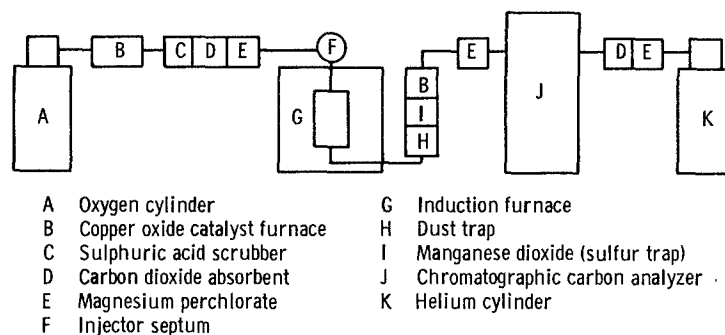 A
B
C D E
F
G
B
I
H
E
J
D E
K
A Oxygen cylinder
B Copper oxide catalyst furnace
C Sulphuric acid scrubber
D Carbon dioxide absorbent
E Magnesium perchlorate
F Injector septum
G Induction furnace
H Dust trap
I Manganese dioxide (sulfur trap)
J Chromatographic carbon analyzer
K Helium cylinder